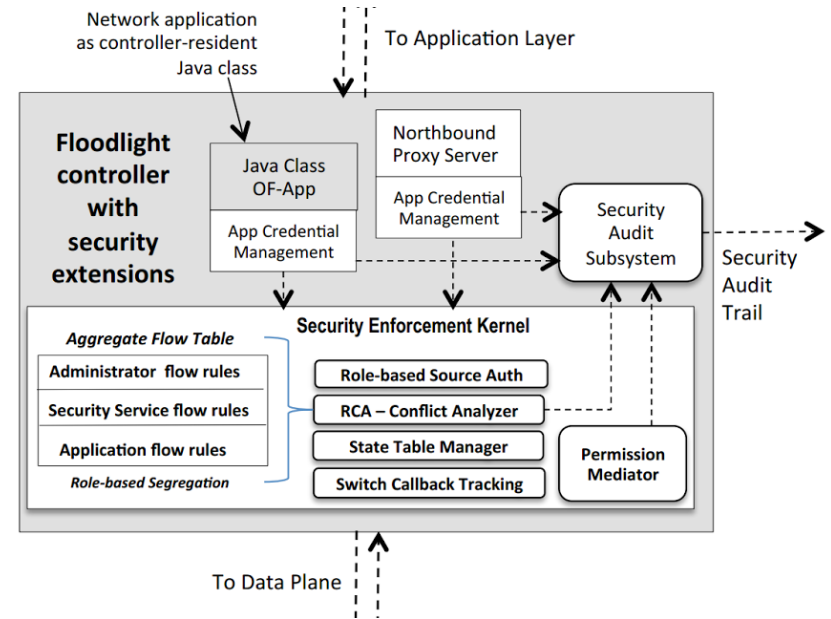 Network application
as controller-resident
Java class
To Application Layer
Floodlight
controller
with
security
extensions
Java Class
OF-App
App Credential
Management
Northbound
Proxy Server
App Credential
Management
Security
Audit
Subsystem
Security
Audit
Trail
Security Enforcement Kernel
Aggregate Flow Table
Administrator flow rules
Security Service flow rules
Application flow rules
Role-based Segregation
Role-based Source Auth
RCA – Conflict Analyzer
State Table Manager
Switch Callback Tracking
Permission
Mediator
To Data Plane